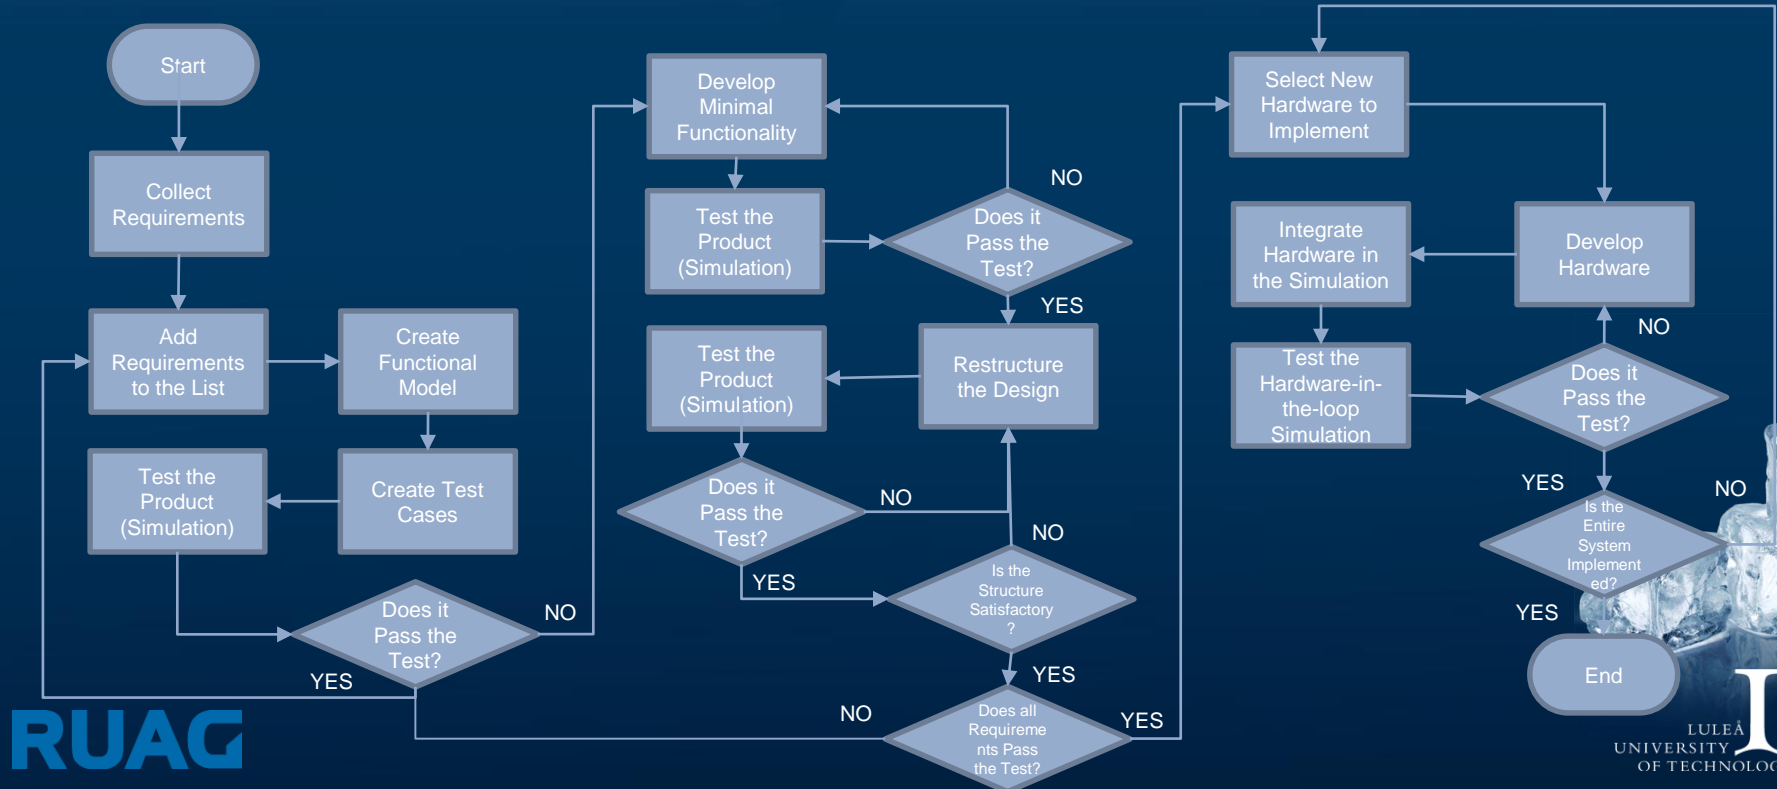 Start
Collect
Requirements
Add
Requirements
to the List
Create
Functional
Model
Create Test
Cases
Test the
Product
(Simulation)
Does it
Pass the
Test?
NO
YES
Develop
Minimal
Functionality
Test the
Product
(Simulation)
Does it
Pass the
Test?
NO
YES
Restructure
the Design
Test the
Product
(Simulation)
Does it
Pass the
Test?
NO
YES
Is the
Structure
Satisfactory
?
NO
YES
Does all
Requireme
nts Pass
the Test?
NO
YES
Select New
Hardware to
Implement
Develop
Hardware
Integrate
Hardware in
the Simulation
Test the
Hardware-in-
the-loop
Simulation
Does it
Pass the
Test?
NO
YES
Is the
Entire
System
Implement
ed?
NO
YES
End
RUAG
LULEÅ
UNIVERSITY
OF TECHNOLOG